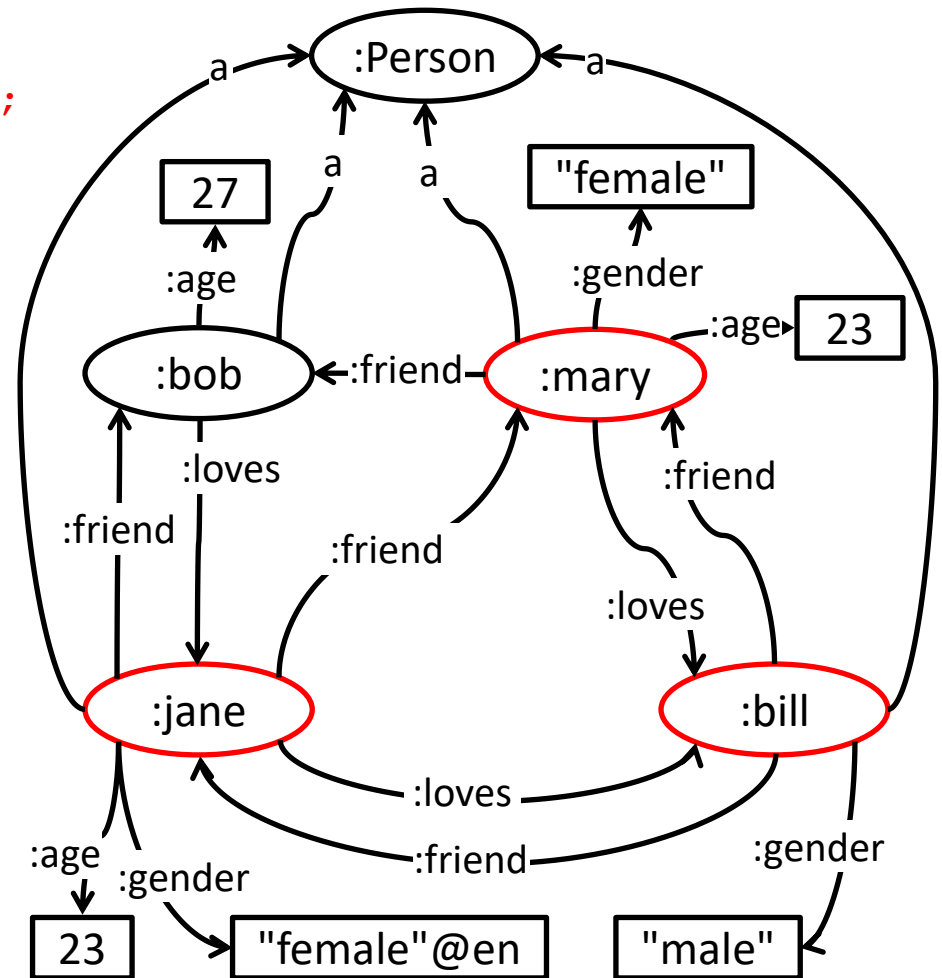 :Person
a
a
;
a
a
27
"female"
:age
:gender
:age
23
:bob
:friend
:mary
:loves
:friend
:friend
:friend
:loves
:jane
:bill
:loves
:age
:gender
:friend
:gender
23
"female"@en
"male"